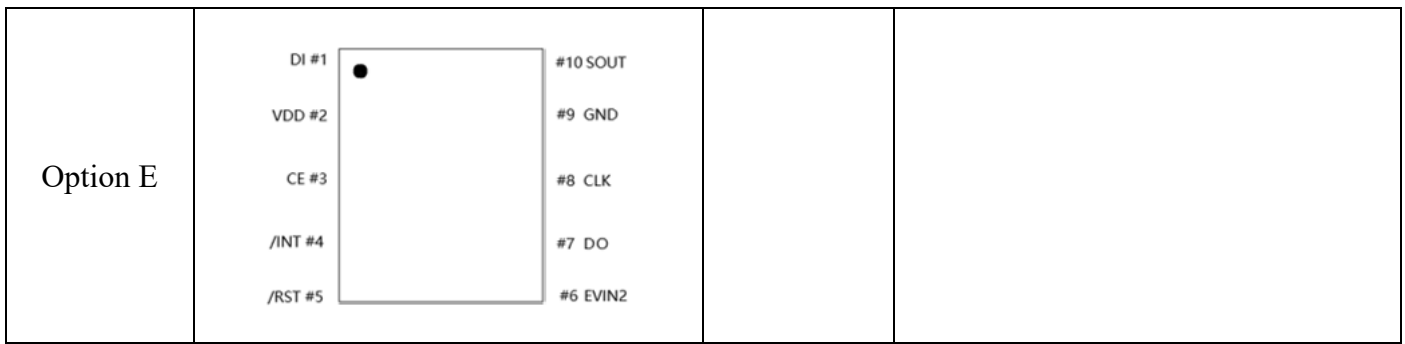 Option E
DI #1
VDD #2
CE #3
/INT #4
/RST #5
#10 SOUT
#9 GND
#8 CLK
#7 DO
#6 EVIN2